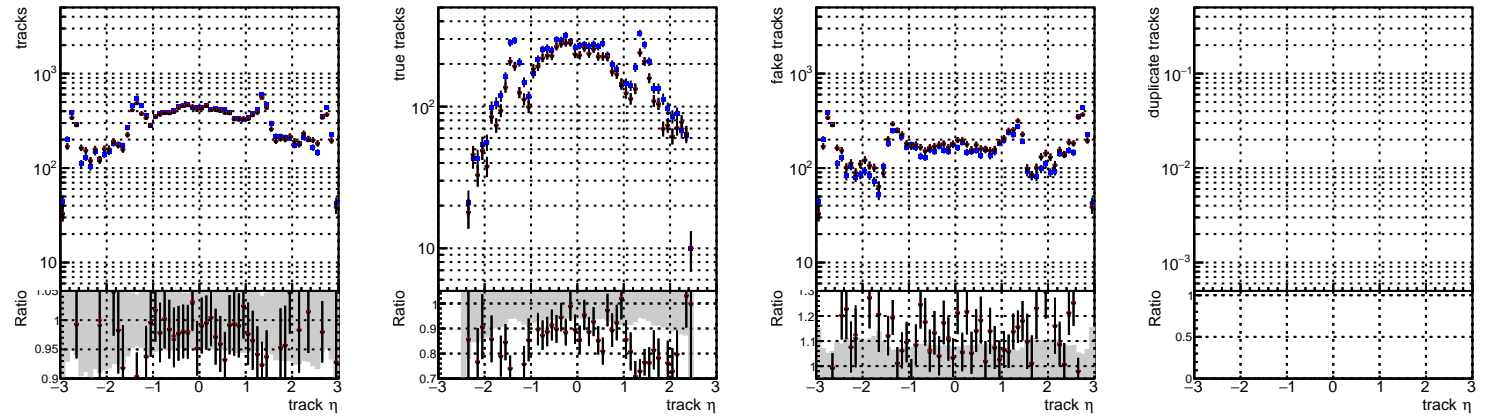 tracks
10³
10²
10
Ratio
1.05
1
0.95
0.9
−3 −2 −1 0 1 2 3
track η
true tracks
10²
10
Ratio
1
0.9
0.8
0.7
−3 −2 −1 0 1 2 3
track η
fake tracks
10³
10²
10
Ratio
1.3
1.2
1.1
1
−3 −2 −1 0 1 2 3
track η
duplicate tracks
10⁻¹
10⁻²
10⁻³
Ratio
1
0.5
0
−3 −2 −1 0 1 2 3
track η